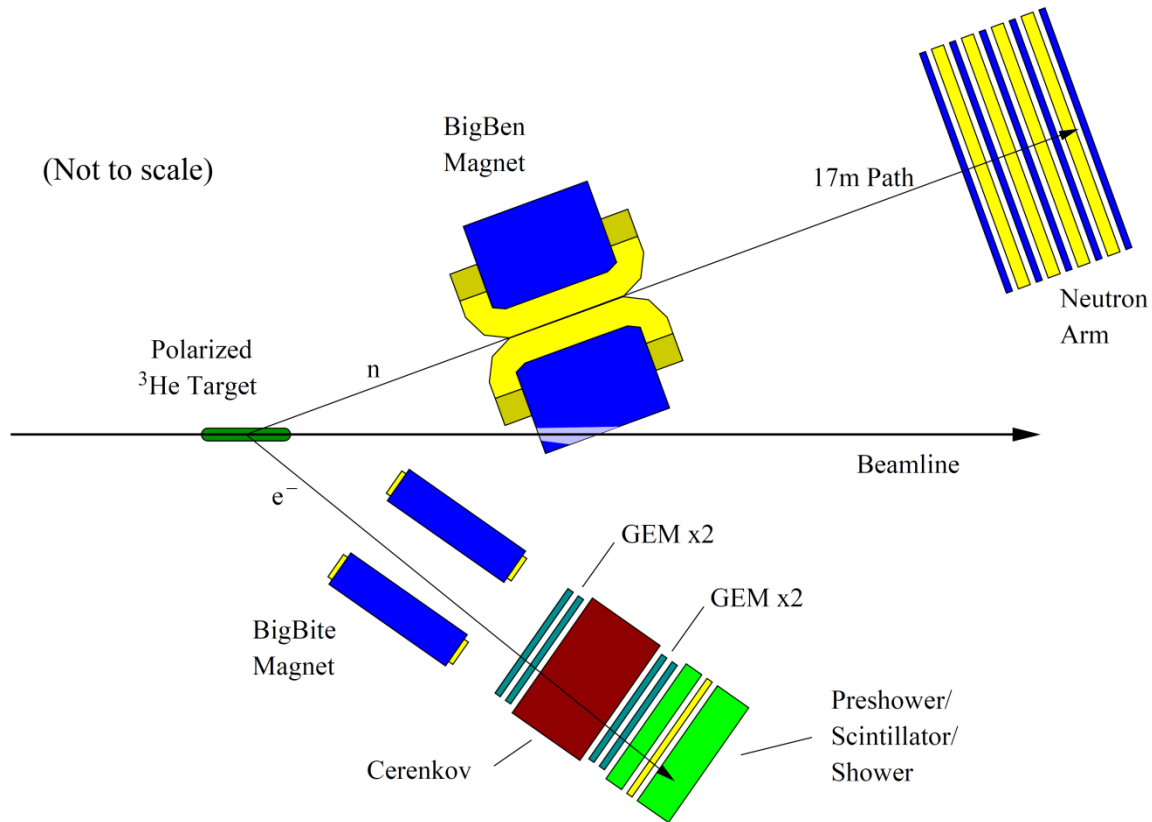 BigBen
Magnet
(Not to scale)
17m Path
Neutron
Arm
Polarized
³He Target
n
Beamline
e⁻
GEM x2
GEM x2
BigBite
Magnet
Preshower/
Scintillator/
Shower
Cerenkov